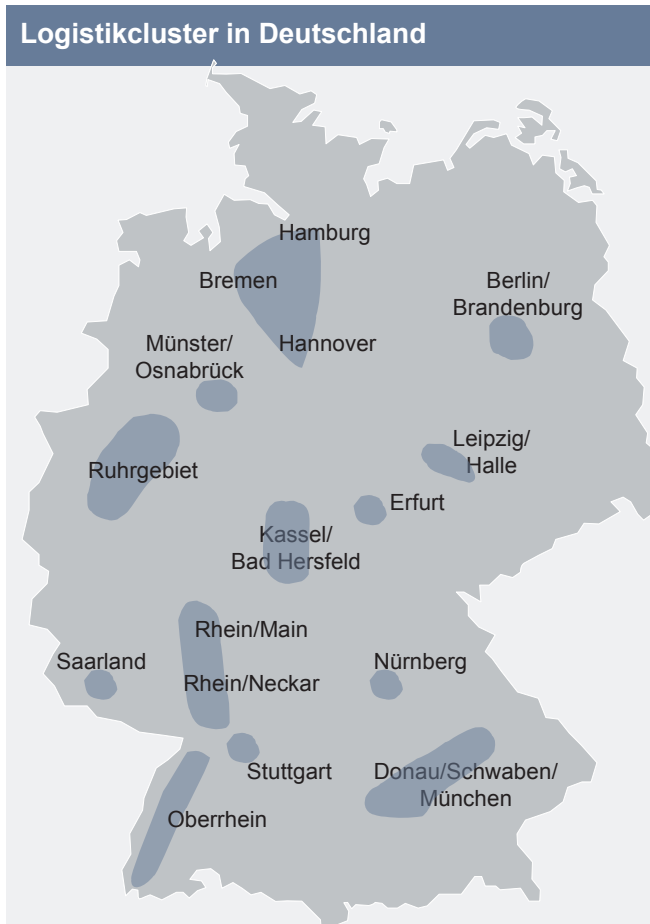 Logistikcluster in Deutschland
Hamburg
Bremen
Berlin/
Brandenburg
Münster/
Osnabrück
Hannover
Leipzig/
Halle
Ruhrgebiet
Erfurt
Kassel/
Bad Hersfeld
Rhein/Main
Saarland
Nürnberg
Rhein/Neckar
Stuttgart
Donau/Schwaben/
München
Oberrhein